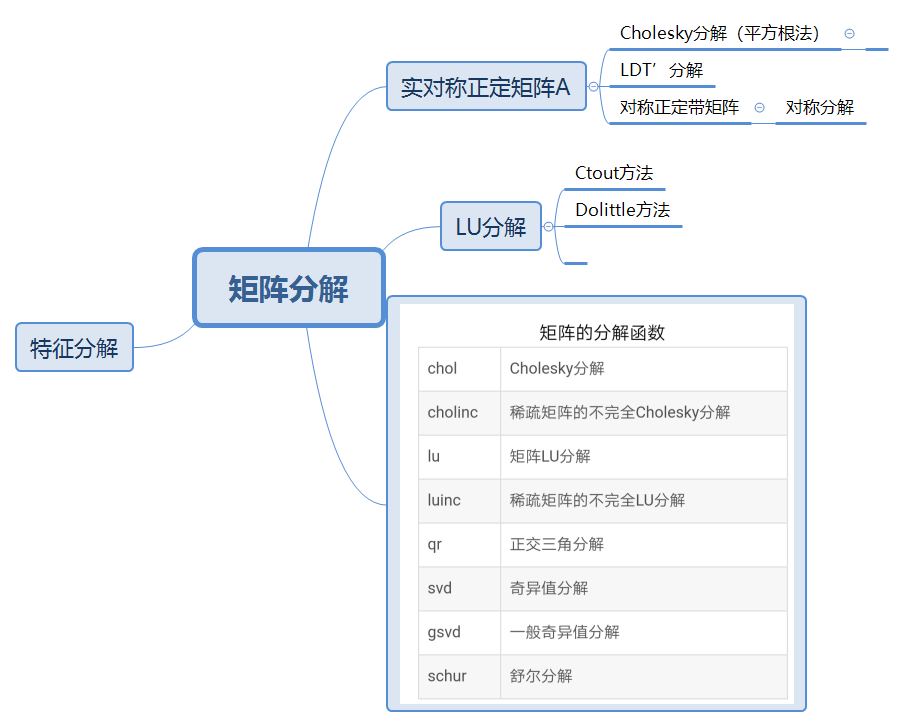 Cholesky分解（平方根法）
实对称正定矩阵A
LDT’分解
对称正定带矩阵
对称分解
Ctout方法
LU分解
Dolittle方法
矩阵分解
特征分解
矩阵的分解函数
chol Cholesky分解
cholinc 稀疏矩阵的不完全Cholesky分解
lu 矩阵LU分解
luinc 稀疏矩阵的不完全LU分解
qr 正交三角分解
svd 奇异值分解
gsvd 一般奇异值分解
schur 舒尔分解